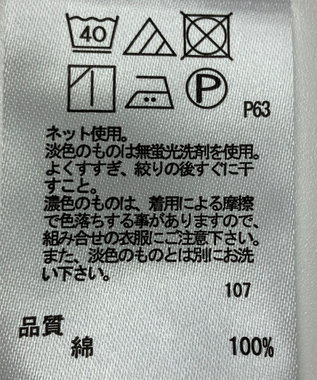 40
P
P63
ネット使用。
淡色のものは無蛍光洗剤を使用。
よくすすぎ、絞りの後すぐに干
すこと。
濃色のものは、着用による摩擦
で色落ちする事がありますので、
組み合せの衣服にご注意下さい。
また、淡色のものとは別にお洗
い下さい。
107
品質
綿 100%